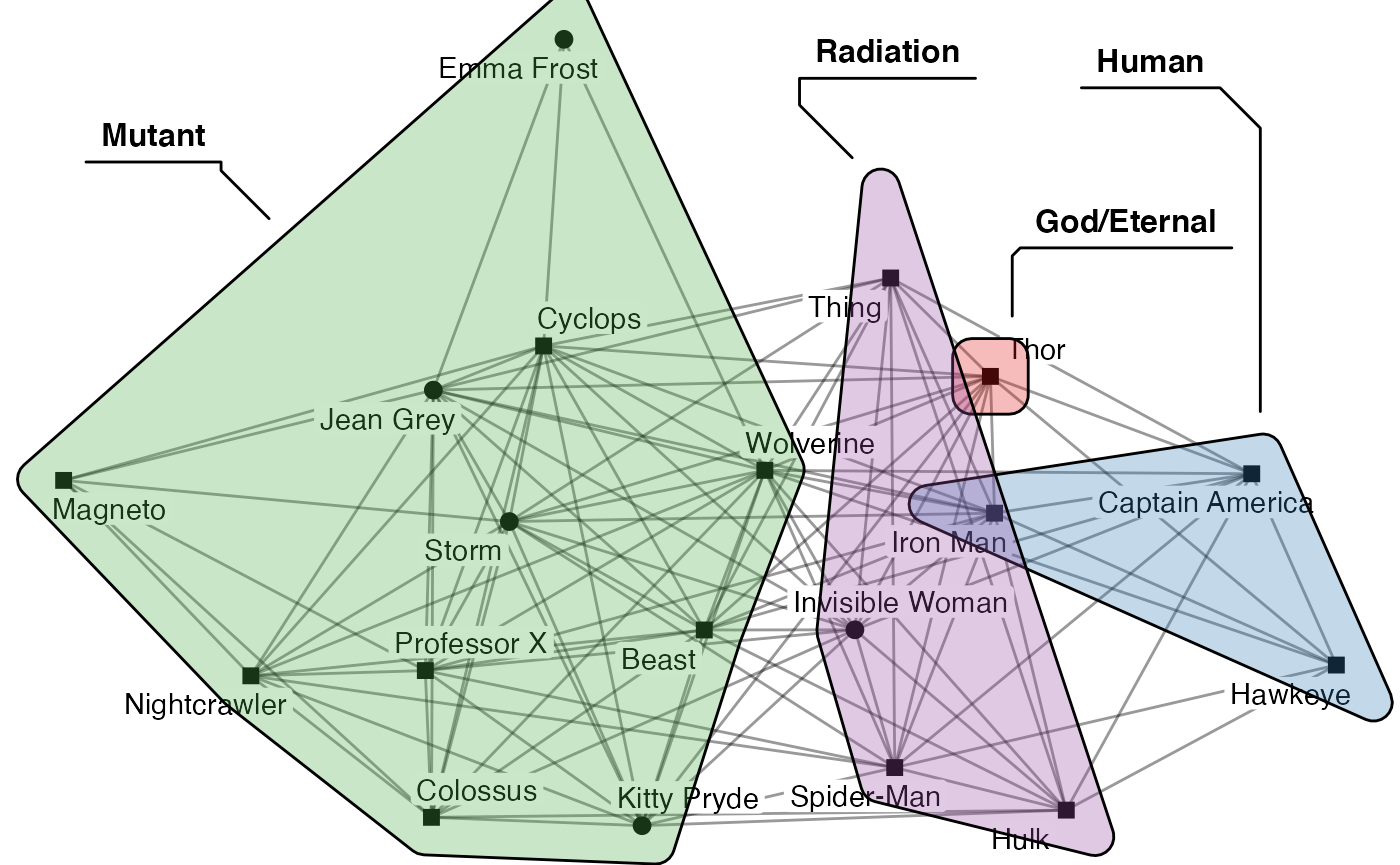 Emma Frost
Radiation
Human
Mutant
God/Eternal
Thing
Cyclops
Thor
Jean Grey
Wolverine
Magneto
Captain America
Storm
Iron Man
Invisible Woman
Professor X
Beast
Nightcrawler
Hawkeye
Colossus
Kitty Pryde
Spider-Man
Hulk